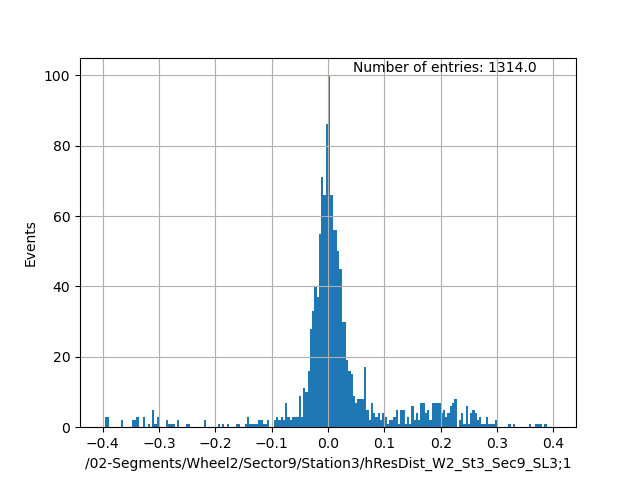 Number of entries: 1314.0
100
80
60
40
20
0
Events
−0.4 −0.3 −0.2 −0.1 0.0 0.1 0.2 0.3 0.4
/02-Segments/Wheel2/Sector9/Station3/hResDist_W2_St3_Sec9_SL3;1